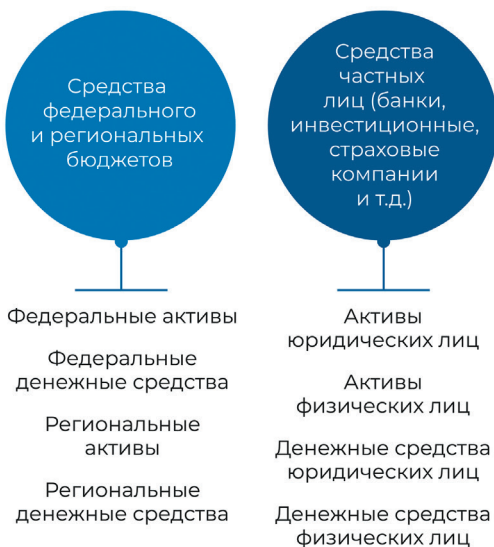 Средства
федерального
и региональных
бюджетов
Федеральные активы
Федеральные
денежные средства
Региональные
активы
Региональные
денежные средства
Средства
частных
лиц (банки,
инвестиционные,
страховые
компании
и т.д.)
Активы
юридических лиц
Активы
физических лиц
Денежные средства
юридических лиц
Денежные средства
физических лиц